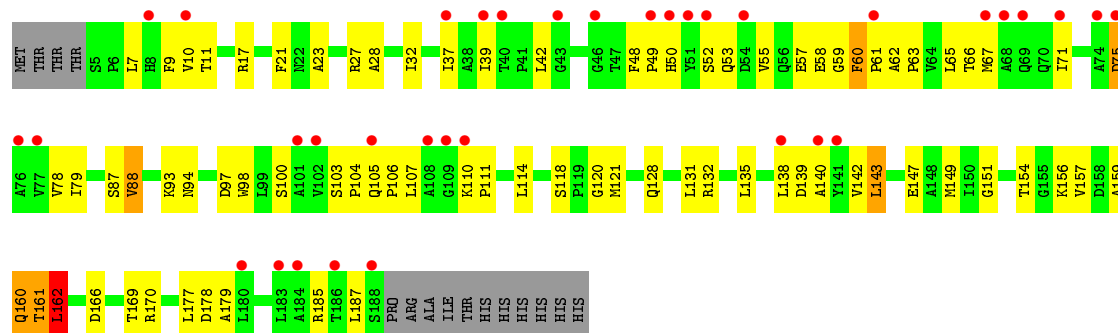 MET THR THR THR S5 P6 L7 H8 F9 V10 T11 R17 F21 N22 A23 R27 A28 I32 I37 A38 I39 T40 P41 L42 G43 G46 T47 F48 P49 H50 Y51 S52 Q53 D54 V55 Q56 E57 E58 G59 F60 P61 A62 P63 V64 L65 T66 M67 A68 Q69 Q70 I71 A74 D75
A76 V77 V78 I79 S87 V88 K93 N94 D97 W98 L99 S100 A101 V102 S103 P104 Q105 P106 L107 A108 G109 K110 P111 L114 S118 P119 G120 M121 Q128 L131 R132 L135 L138 D139 A140 Y141 V142 L143 E147 A148 M149 I150 G151 T154 G155 K156 V157 D158 A159
Q160 T161 L162 D166 T169 R170 L177 D178 A179 L180 L183 A184 R185 T186 L187 S188 PRO ARG ALA ILE THR HIS HIS HIS HIS HIS HIS